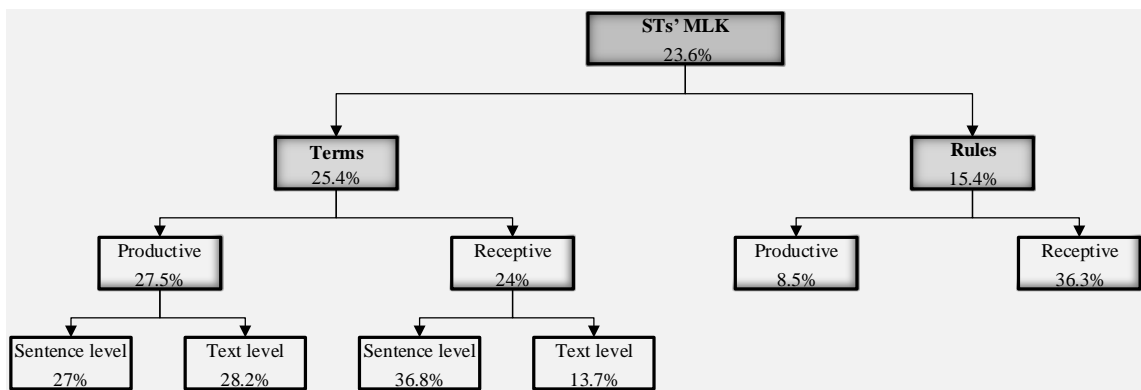 STs’ MLK
23.6%
Terms
25.4%
Rules
15.4%
Productive
27.5%
Receptive
24%
Productive
8.5%
Receptive
36.3%
Sentence level
27%
Text level
28.2%
Sentence level
36.8%
Text level
13.7%